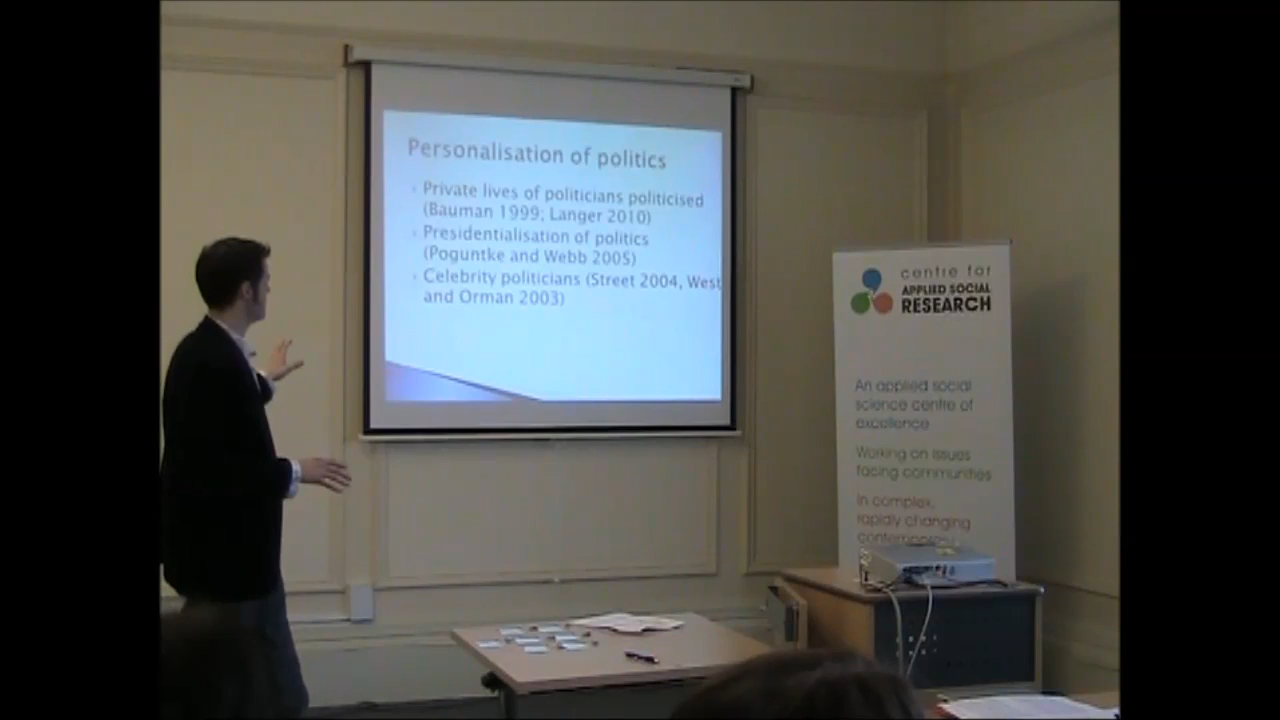 Personalisation of politics
Private lives of politicians politicised
(Bauman 1999; Langer 2010)
Presidentialisation of politics
(Poguntke and Webb 2005)
Celebrity politicians (Street 2004, West
and Orman 2003)
centre for
APPLIED SOCIAL
RESEARCH
An applied social
science centre of
excellence
Working on issues
facing communities
In complex,
rapidly changing